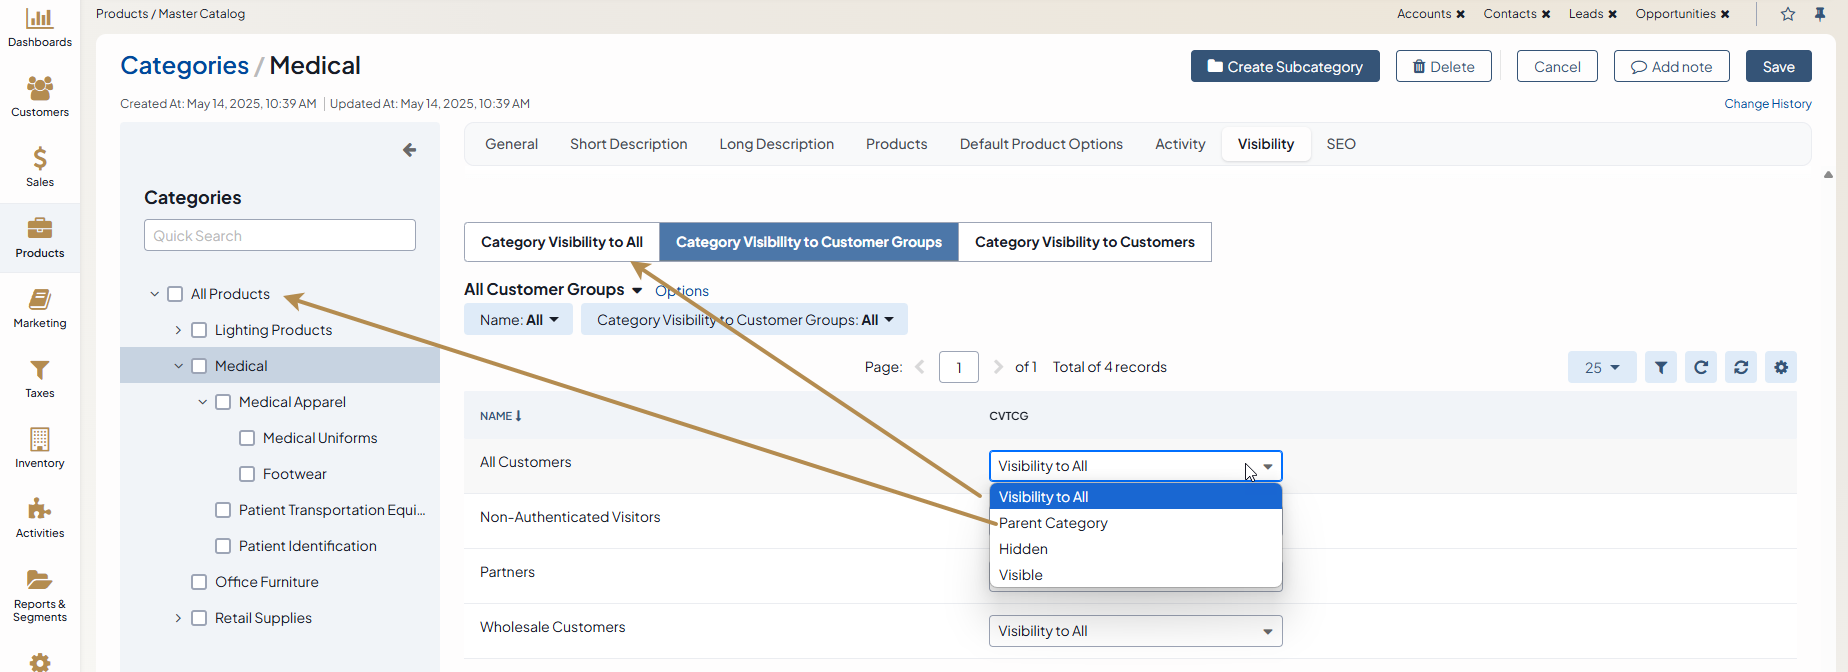 Products / Master Catalog
Accounts ✖ Contacts ✖ Leads ✖ Opportunities ✖
Dashboards
Customers
Sales
Products
Marketing
Taxes
Inventory
Activities
Reports &
Segments
Categories / Medical
Create Subcategory Delete Cancel Add note Save
Created At: May 14, 2025, 10:39 AM Updated At: May 14, 2025, 10:39 AM
Change History
Categories
Quick Search
All Products
Lighting Products
Medical
Medical Apparel
Medical Uniforms
Footwear
Patient Transportation Equi...
Patient Identification
Office Furniture
Retail Supplies
General Short Description Long Description Products Default Product Options Activity Visibility SEO
Category Visibility to All Category Visibility to Customer Groups Category Visibility to Customers
All Customer Groups Options
Name: All Category Visibility to Customer Groups: All
Page: 1 of 1 Total of 4 records
25
NAME CVTCG
All Customers Visibility to All
Visibility to All
Non-Authenticated Visitors Parent Category
Hidden
Partners Visible
Wholesale Customers Visibility to All